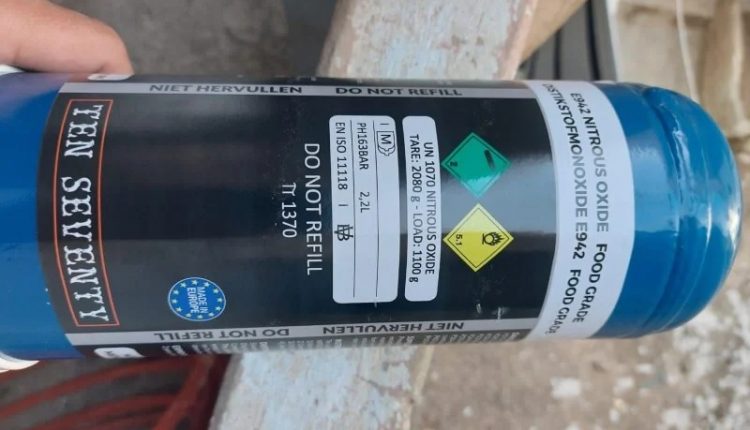 E942 NITROUS OXIDE FOOD GRADE
DISTIKSTOFMONOXIDE E942 FOOD GRADE
NIET HERVULLEN DO NOT REFILL
2
5.1
UN 1070 NITROUS OXIDE
TARE: 2080 g - LOAD: 1100 g
I M
PH163BAR 2,2L
EN ISO 11118 I
DO NOT REFILL
TT 1370
MADE IN
EUROPE
TEN SEVENTY
NIET HERVULLEN
DO NOT REFILL